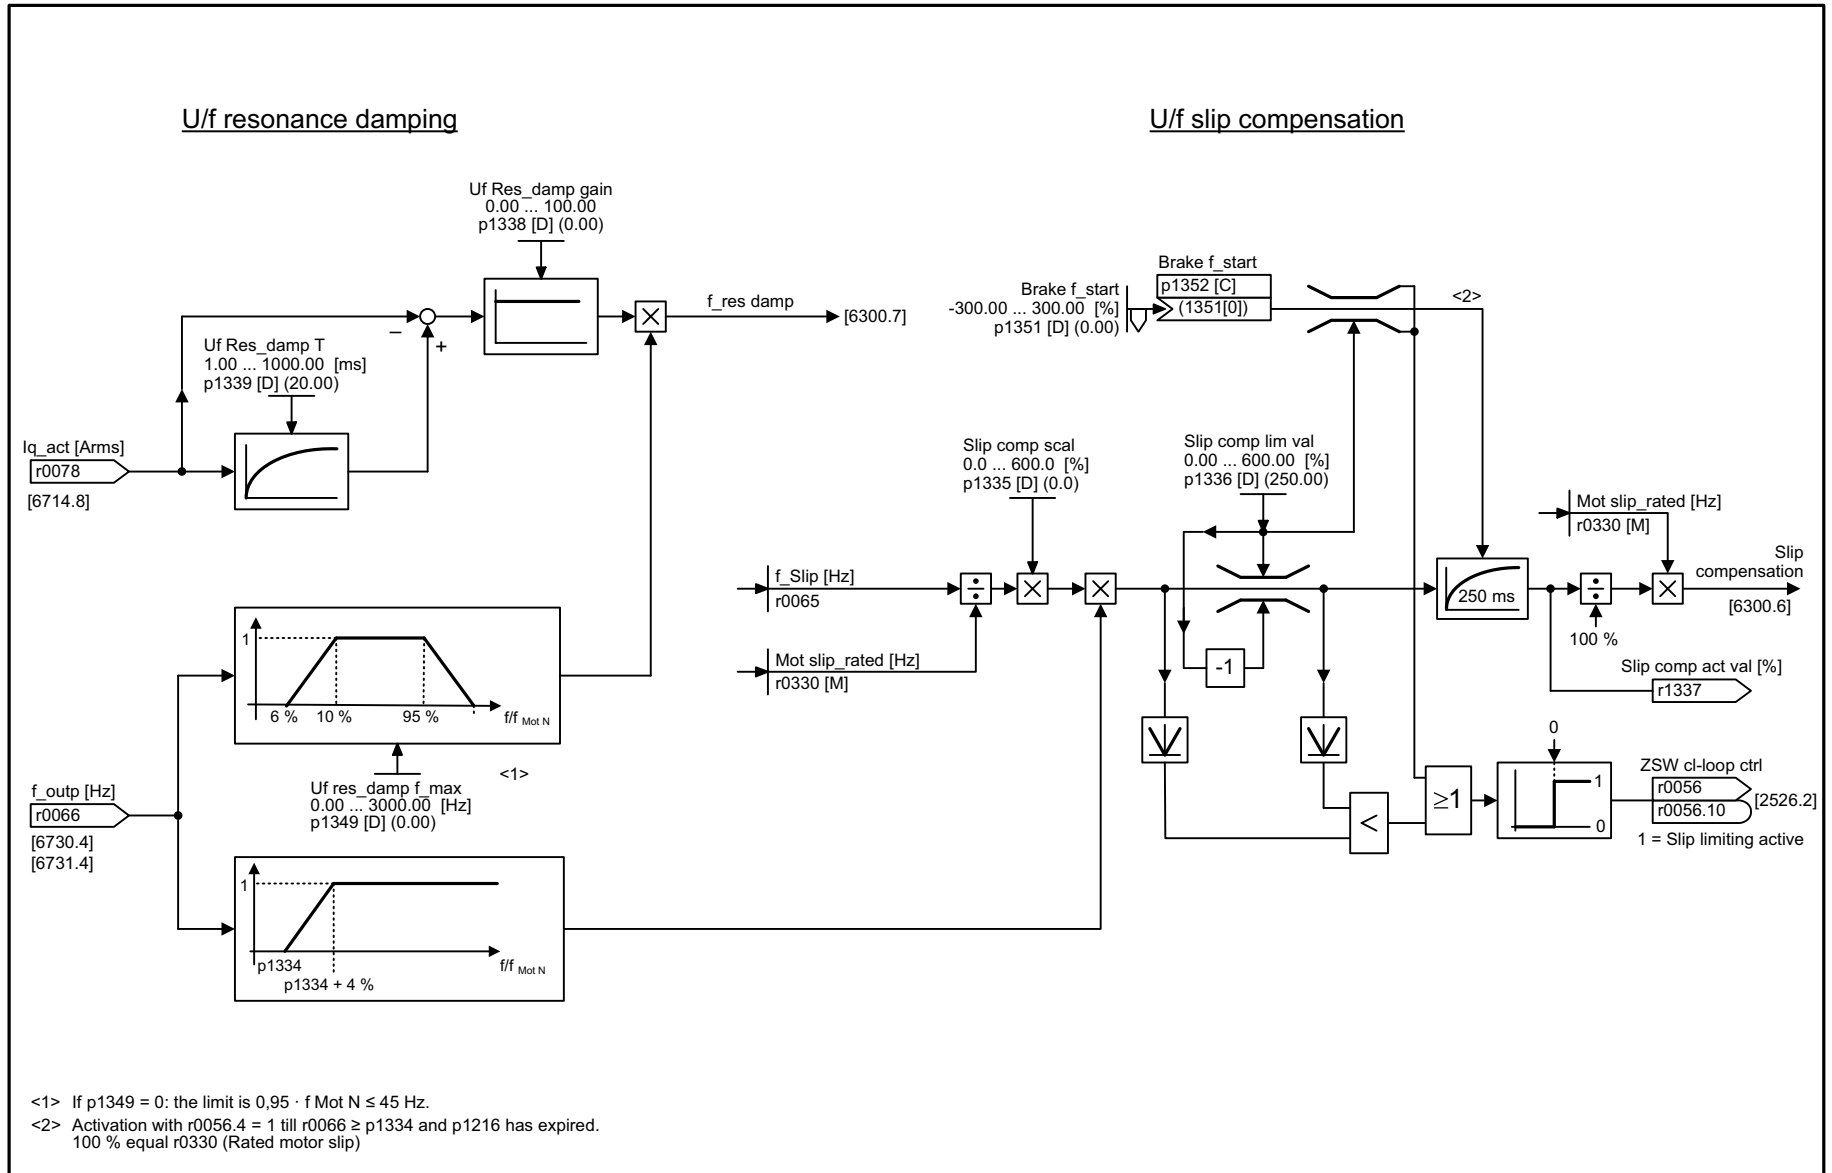 U/f resonance damping
U/f slip compensation
Uf Res_damp gain
0.00 ... 100.00
p1338 [D] (0.00)
f_res damp
[6300.7]
–
+
Uf Res_damp T
1.00 ... 1000.00 [ms]
p1339 [D] (20.00)
Iq_act [Arms]
r0078
[6714.8]
1
6 %
10 %
95 %
f/f Mot N
<1>
Uf res_damp f_max
0.00 ... 3000.00 [Hz]
p1349 [D] (0.00)
f_outp [Hz]
r0066
[6730.4]
[6731.4]
1
p1334
p1334 + 4 %
f/f Mot N
Brake f_start
-300.00 ... 300.00 [%]
p1351 [D] (0.00)
Brake f_start
p1352 [C]
(1351[0])
<2>
Slip comp scal
0.0 ... 600.0 [%]
p1335 [D] (0.0)
Slip comp lim val
0.00 ... 600.00 [%]
p1336 [D] (250.00)
Mot slip_rated [Hz]
r0330 [M]
f_Slip [Hz]
r0065
÷
×
×
Mot slip_rated [Hz]
r0330 [M]
-1
250 ms
÷
×
100 %
Slip
compensation
[6300.6]
Slip comp act val [%]
r1337
<
≥1
0
1
0
ZSW cl-loop ctrl
r0056
r0056.10
[2526.2]
1 = Slip limiting active
×
<1> If p1349 = 0: the limit is 0,95 · f Mot N ≤ 45 Hz.
<2> Activation with r0056.4 = 1 till r0066 ≥ p1334 and p1216 has expired.
100 % equal r0330 (Rated motor slip)